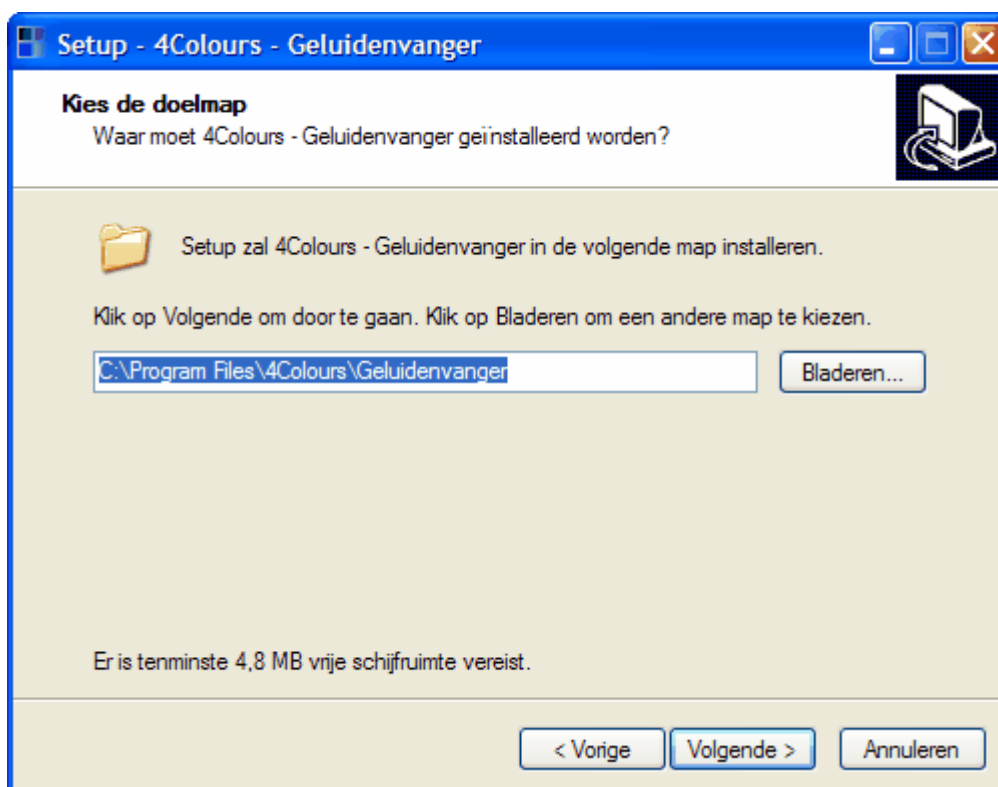 Setup - 4Colours - Geluidenvanger
Kies de doelmap
Waar moet 4Colours - Geluidenvanger geïnstalleerd worden?
Setup zal 4Colours - Geluidenvanger in de volgende map installeren.
Klik op Volgende om door te gaan. Klik op Bladeren om een andere map te kiezen.
C:\Program Files\4Colours\Geluidenvanger
Bladeren...
Er is tenminste 4,8 MB vrije schijfruimte vereist.
< Vorige
Volgende >
Annuleren